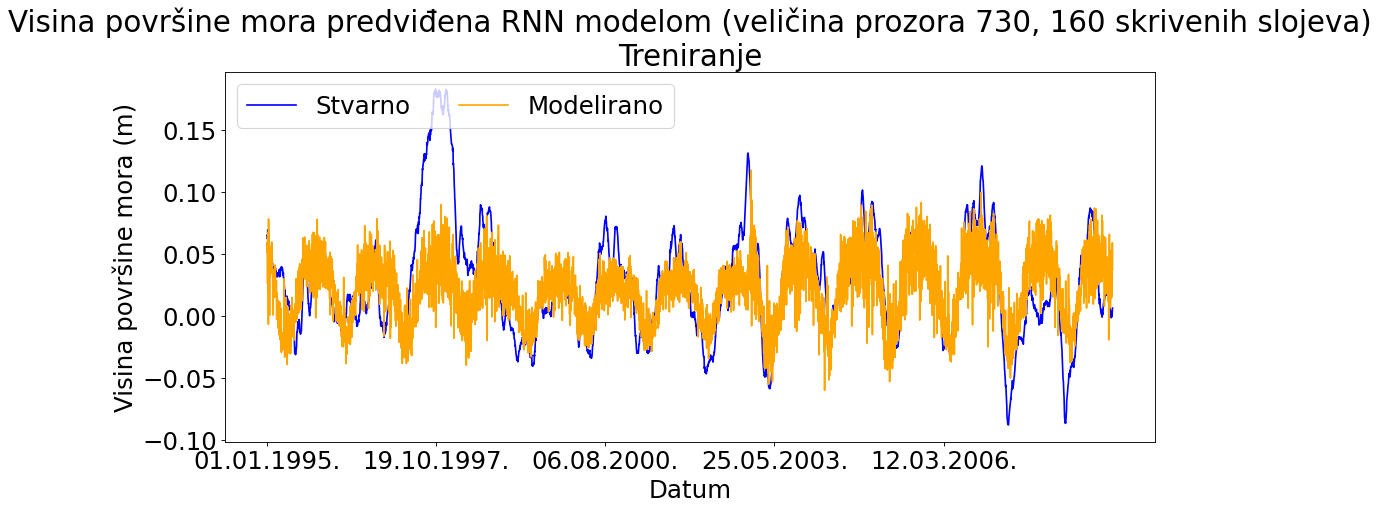 Visina površine mora predviđena RNN modelom (veličina prozora 730, 160 skrivenih slojeva)
Treniranje
Stvarno Modelirano
Visina površine mora (m)
0.15
0.10
0.05
0.00
−0.05
−0.10
01.01.1995. 19.10.1997. 06.08.2000. 25.05.2003. 12.03.2006.
Datum